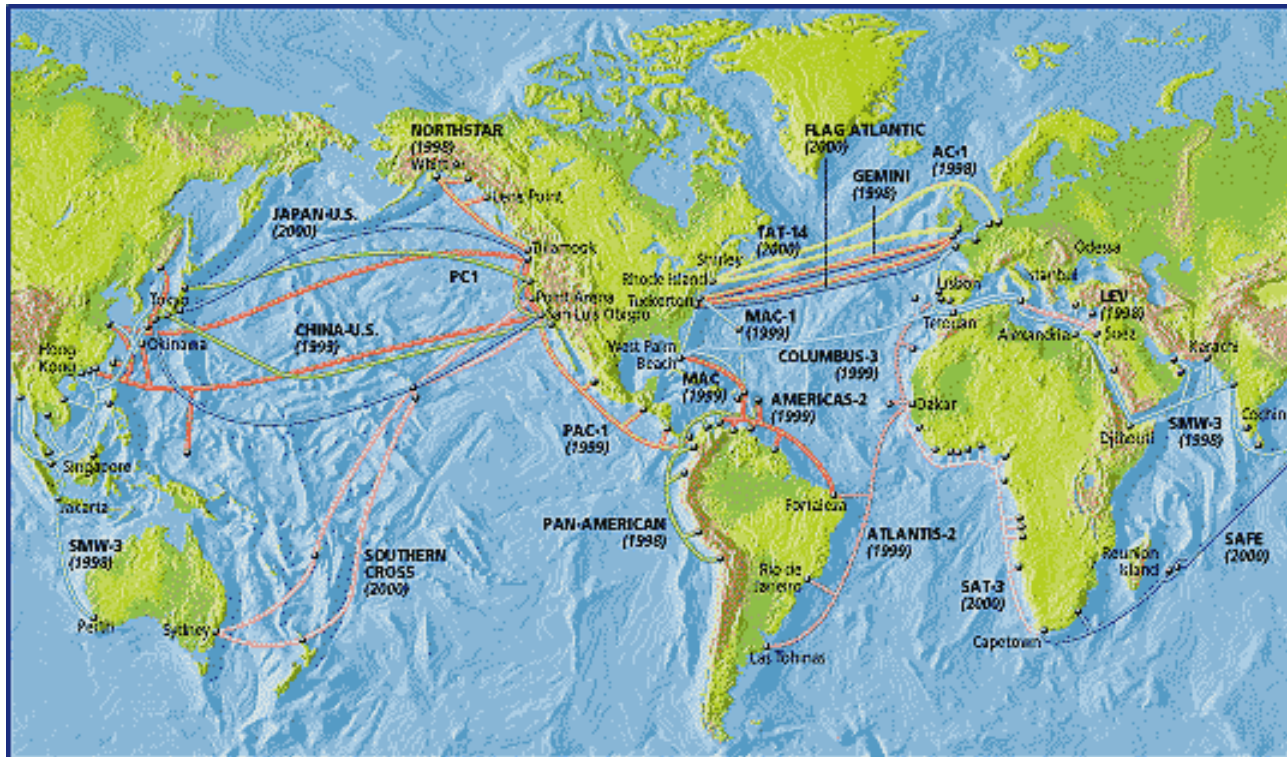 NORTHSTAR
(1998)
Lena Point
JAPAN-U.S.
(2000)
Tillamook
PC1
Point Arena
San Luis Obispo
Tokyo
CHINA-U.S.
(1999)
Okinawa
Hong
Kong
Singapore
Jakarta
SMW-3
(1998)
Perth
Sydney
SOUTHERN
CROSS
(2000)
FLAG ATLANTIC
(2000)
AC-1
(1998)
GEMINI
(1998)
TAT-14
(2000)
Shirley
Rhode Island
Tuckerton
MAC-1
(1999)
West Palm
Beach
COLUMBUS-3
(1999)
MAC
(1999)
AMERICAS-2
(1999)
PAC-1
(1999)
PAN-AMERICAN
(1998)
Fortaleza
ATLANTIS-2
(1999)
Rio de
Janeiro
Las Toninas
Odessa
Istanbul
Lisbon
LEV
(1998)
Tetouan
Alexandria
Suez
Karachi
Dakar
Djibouti
SMW-3
(1998)
Cochin
SAT-3
(2000)
Reunion
Island
SAFE
(2000)
Capetown